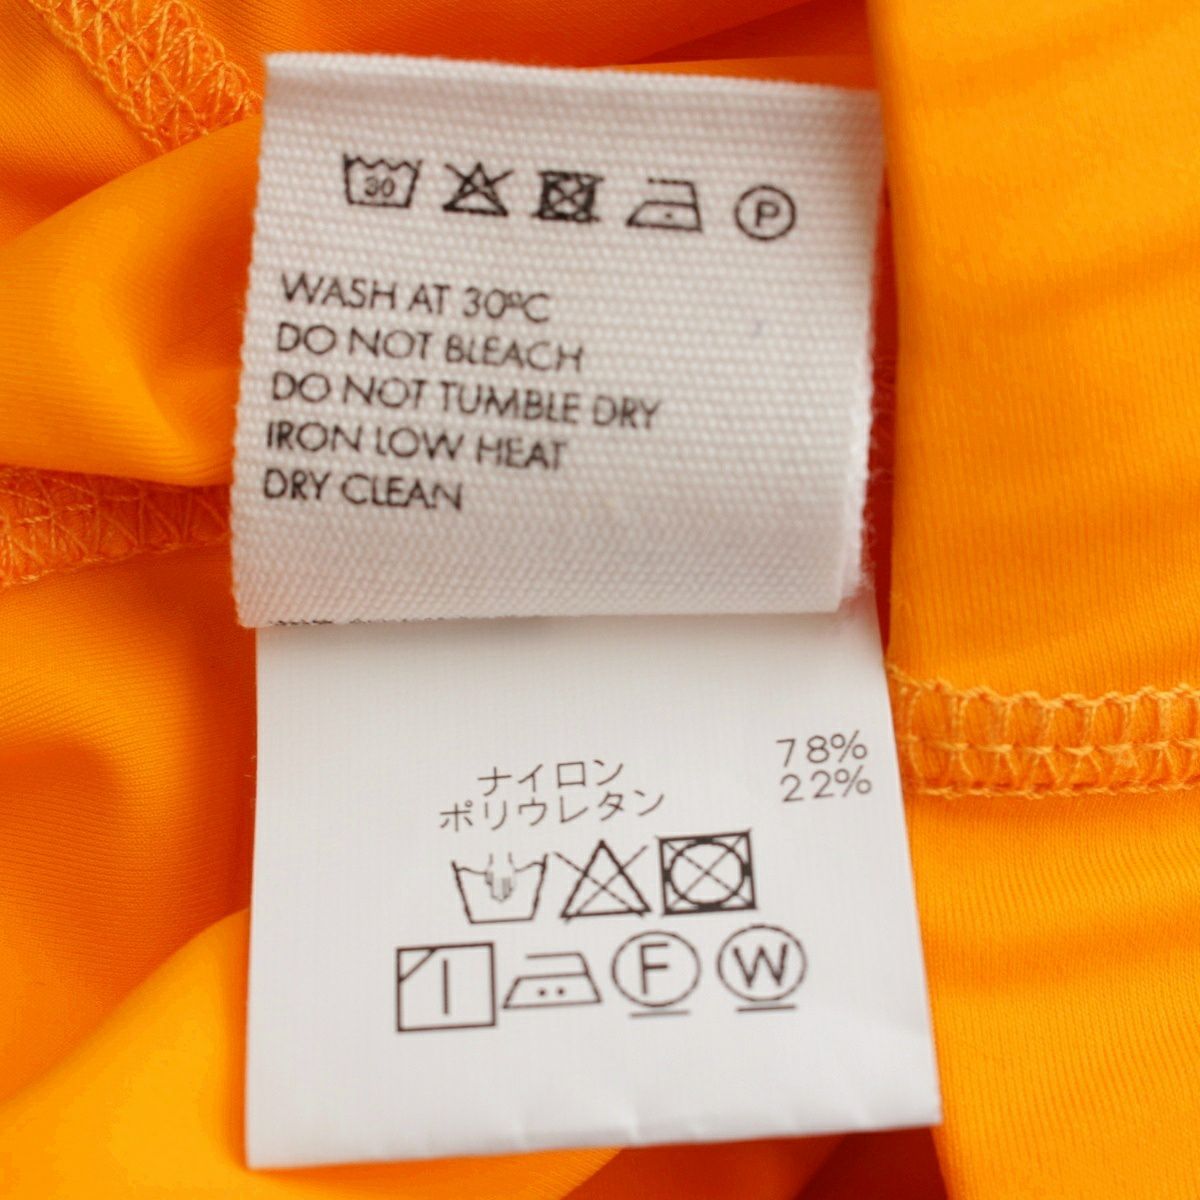 30
P
WASH AT 30ºC
DO NOT BLEACH
DO NOT TUMBLE DRY
IRON LOW HEAT
DRY CLEAN
ナイロン 78%
ポリウレタン 22%
F W